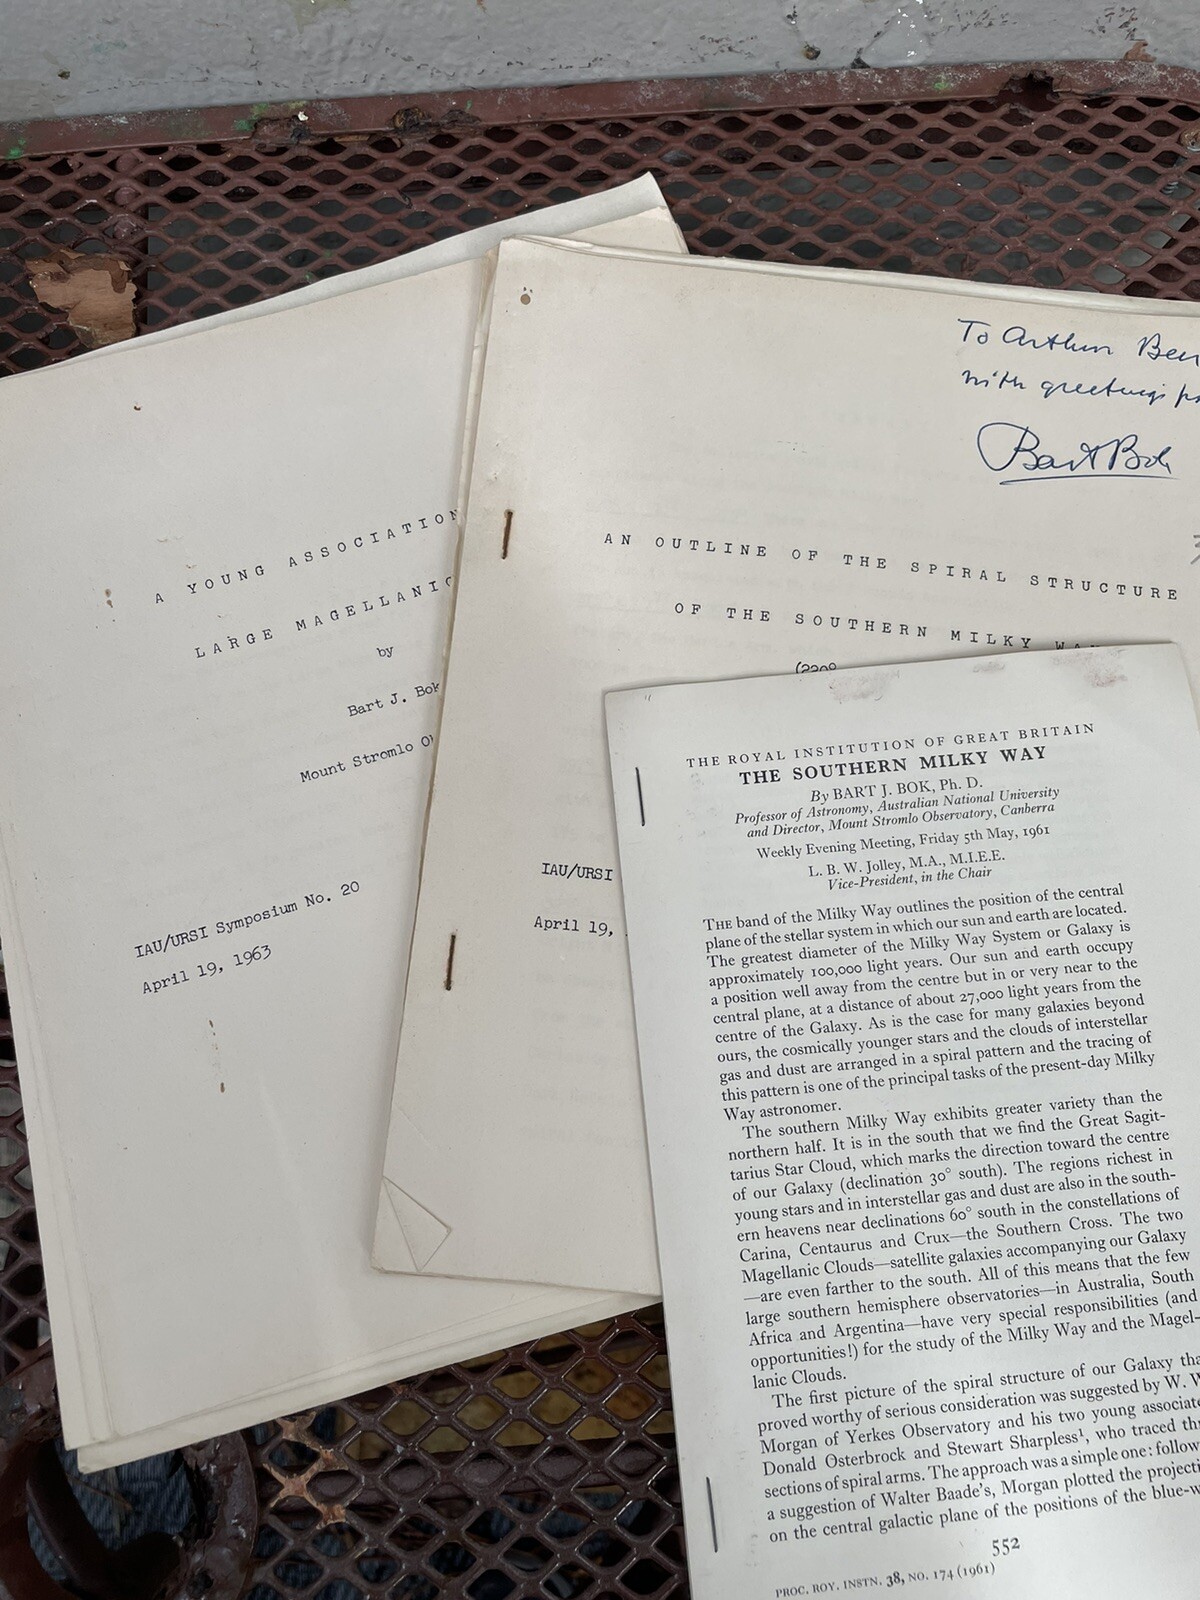 A YOUNG ASSOCIATION
LARGE MAGELLANIC
by
Bart J. Bok
Mount Stromlo
IAU/URSI Symposium No. 20
April 19, 1963
To Arthur
with greetings
Bart Bok
AN OUTLINE OF THE SPIRAL STRUCTURE
OF THE SOUTHERN MILKY WAY
IAU/URSI
April 19,
THE ROYAL INSTITUTION OF GREAT BRITAIN
THE SOUTHERN MILKY WAY
By BART J. BOK, Ph. D.
Professor of Astronomy, Australian National University
and Director, Mount Stromlo Observatory, Canberra
Weekly Evening Meeting, Friday 5th May, 1961
L. B. W. Jolley, M.A., M.I.E.E.
Vice-President, in the Chair
THE band of the Milky Way outlines the position of the central
plane of the stellar system in which our sun and earth are located.
The greatest diameter of the Milky Way System or Galaxy is
approximately 100,000 light years. Our sun and earth occupy
a position well away from the centre but in or very near to the
central plane, at a distance of about 27,000 light years from the
centre of the Galaxy. As is the case for many galaxies beyond
ours, the cosmically younger stars and the clouds of interstellar
gas and dust are arranged in a spiral pattern and the tracing of
this pattern is one of the principal tasks of the present-day Milky
Way astronomer.
The southern Milky Way exhibits greater variety than the
northern half. It is in the south that we find the Great Sagit-
tarius Star Cloud, which marks the direction toward the centre
of our Galaxy (declination 30° south). The regions richest in
young stars and in interstellar gas and dust are also in the south-
ern heavens near declinations 60° south in the constellations of
Carina, Centaurus and Crux—the Southern Cross. The two
Magellanic Clouds—satellite galaxies accompanying our Galaxy
—are even farther to the south. All of this means that the few
large southern hemisphere observatories—in Australia, South
Africa and Argentina—have very special responsibilities (and
opportunities!) for the study of the Milky Way and the Magel-
lanic Clouds.
The first picture of the spiral structure of our Galaxy
proved worthy of serious consideration was suggested by W. W
Morgan of Yerkes Observatory and his two young
Donald Osterbrock and Stewart Sharpless¹, who traced
sections of spiral arms. The approach was a simple one:
a suggestion of Walter Baade's, Morgan plotted the
on the central galactic plane of the positions of the
552
PROC. ROY. INSTN. 38, NO. 174 (1961)